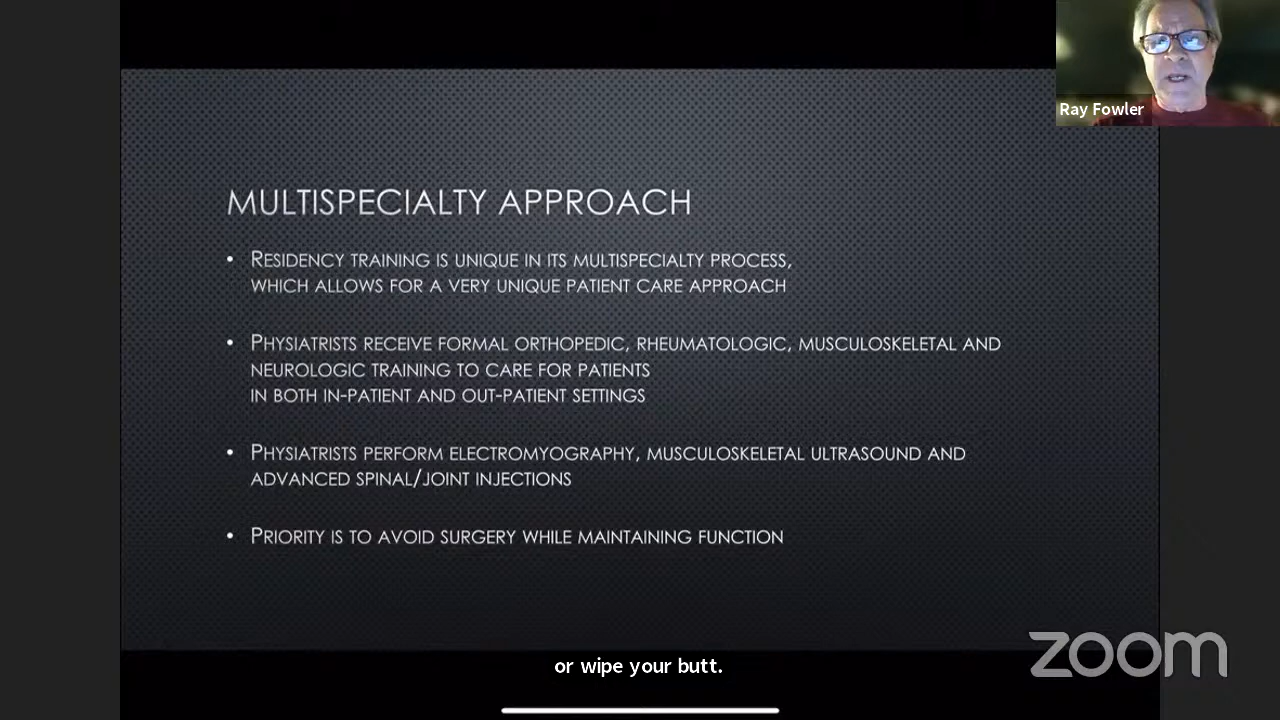 Ray Fowler
MULTISPECIALTY APPROACH
• RESIDENCY TRAINING IS UNIQUE IN ITS MULTISPECIALTY PROCESS,
WHICH ALLOWS FOR A VERY UNIQUE PATIENT CARE APPROACH
• PHYSIATRISTS RECEIVE FORMAL ORTHOPEDIC, RHEUMATOLOGIC, MUSCULOSKELETAL AND
NEUROLOGIC TRAINING TO CARE FOR PATIENTS
IN BOTH IN-PATIENT AND OUT-PATIENT SETTINGS
• PHYSIATRISTS PERFORM ELECTROMYOGRAPHY, MUSCULOSKELETAL ULTRASOUND AND
ADVANCED SPINAL/JOINT INJECTIONS
• PRIORITY IS TO AVOID SURGERY WHILE MAINTAINING FUNCTION
zoom
or wipe your butt.